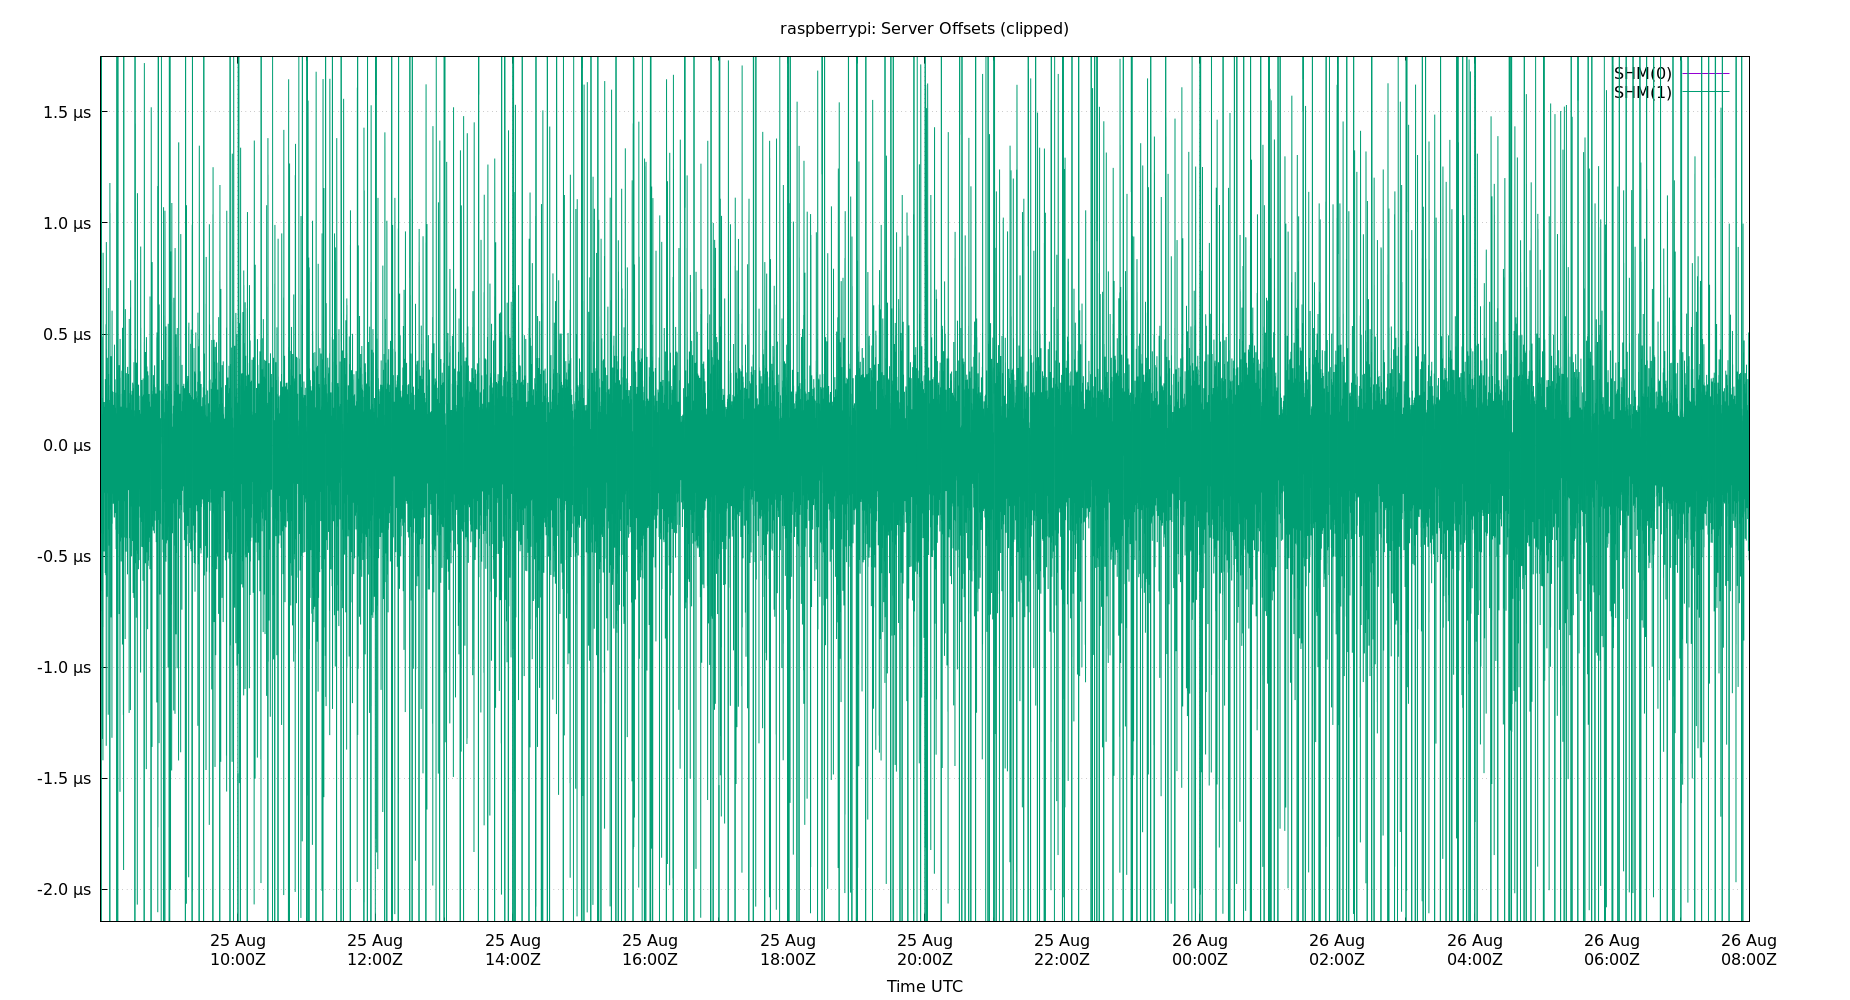 raspberrypi: Server Offsets (clipped)
SHM(0)
SHM(1)
1.5 µs
1.0 µs
0.5 µs
0.0 µs
-0.5 µs
-1.0 µs
-1.5 µs
-2.0 µs
25 Aug 25 Aug 25 Aug 25 Aug 25 Aug 25 Aug 25 Aug 26 Aug 26 Aug 26 Aug 26 Aug 26 Aug
10:00Z 12:00Z 14:00Z 16:00Z 18:00Z 20:00Z 22:00Z 00:00Z 02:00Z 04:00Z 06:00Z 08:00Z
Time UTC